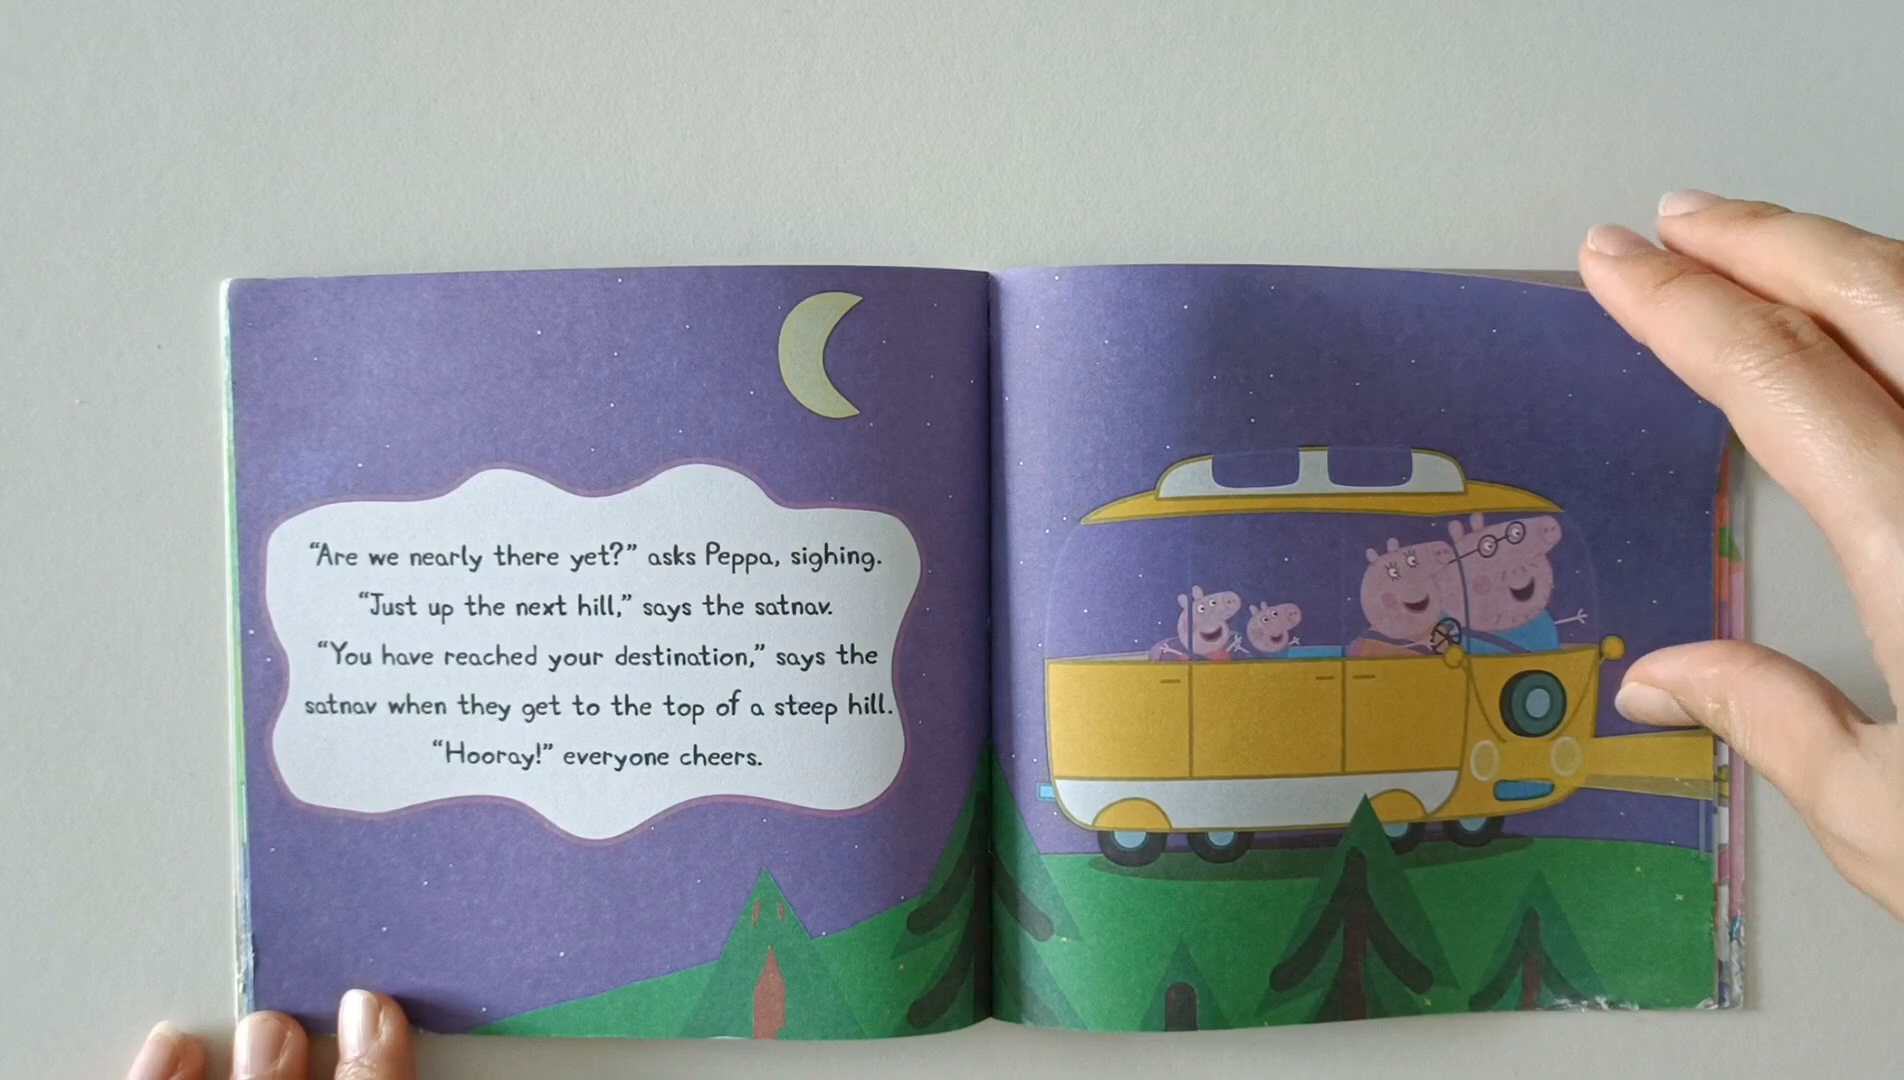 “Are we nearly there yet?” asks Peppa, sighing.
“Just up the next hill,” says the satnav.
“You have reached your destination,” says the
satnav when they get to the top of a steep hill.
“Hooray!” everyone cheers.